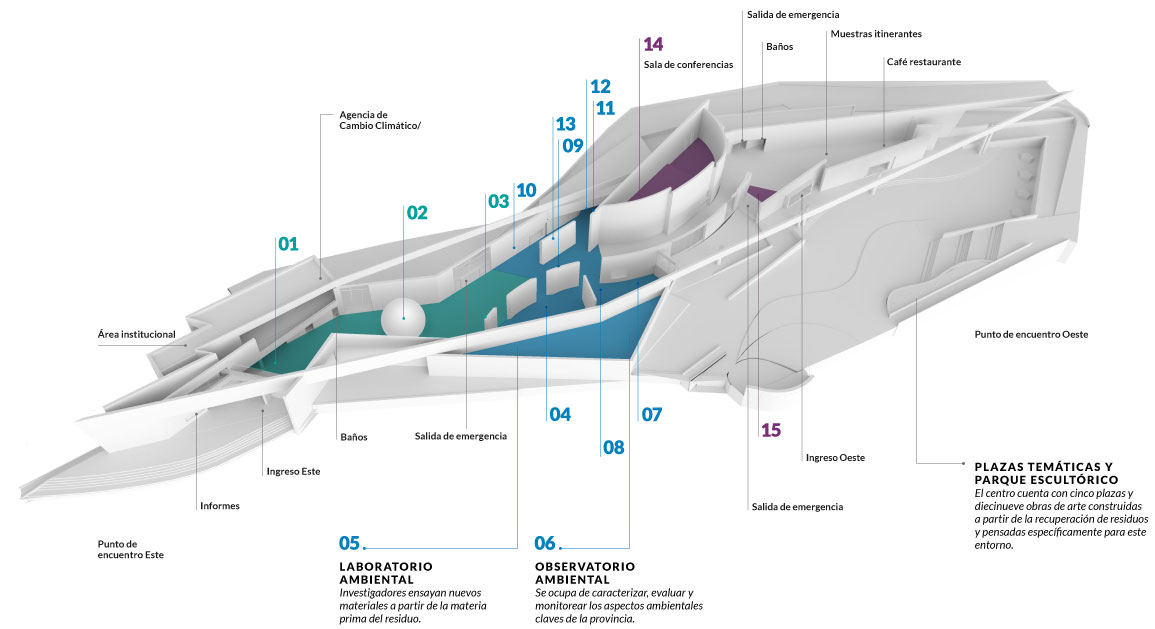 Salida de emergencia
Muestras itinerantes
14
Baños
Sala de conferencias
Café restaurante
12
11
Agencia de
Cambio Climático/
13
09
10
03
02
01
Área institucional
Punto de encuentro Oeste
04
07
15
Baños
Salida de emergencia
08
Ingreso Oeste
Ingreso Este
Informes
Salida de emergencia
PLAZAS TEMÁTICAS Y
PARQUE ESCULTÓRICO
El centro cuenta con cinco plazas y
diecinueve obras de arte construidas
a partir de la recuperación de residuos
y pensadas específicamente para este
entorno.
Punto de
encuentro Este
05
LABORATORIO
AMBIENTAL
Investigadores ensayan nuevos
materiales a partir de la materia
prima del residuo.
06
OBSERVATORIO
AMBIENTAL
Se ocupa de caracterizar, evaluar y
monitorear los aspectos ambientales
claves de la provincia.